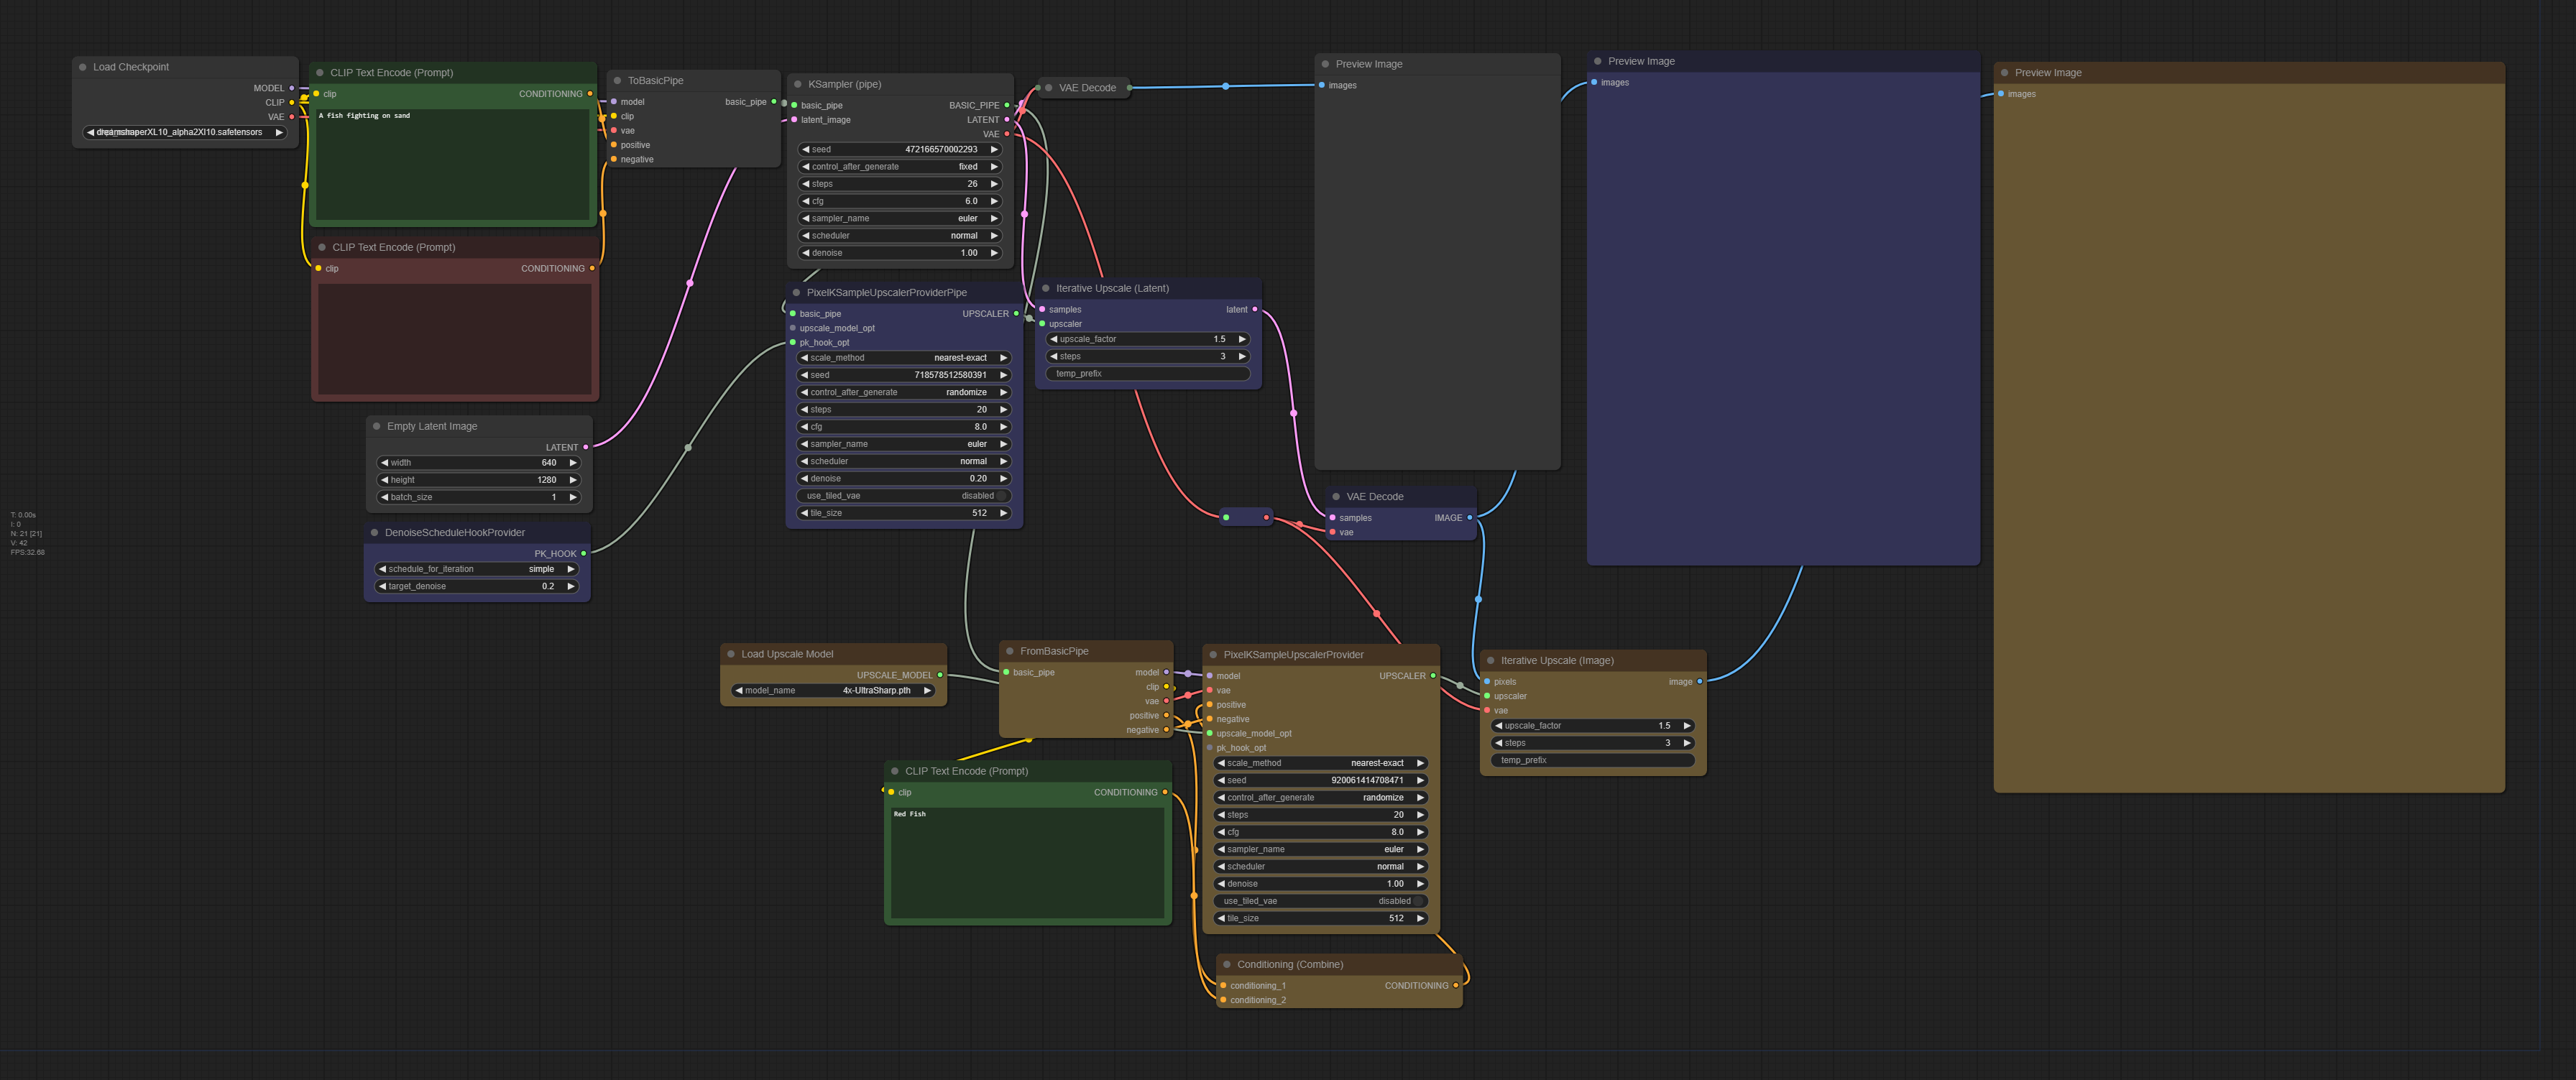 Load Checkpoint
MODEL
CLIP
VAE
dreamshaperXL10_alpha2Xl10.safetensors
CLIP Text Encode (Prompt)
clip CONDITIONING
A fish fighting on sand
CLIP Text Encode (Prompt)
clip CONDITIONING
Empty Latent Image
LATENT
width 640
height 1280
batch_size 1
DenoiseScheduleHookProvider
PK_HOOK
schedule_for_iteration simple
target_denoise 0.2
T: 0.00s
I: 0
N: 21 [21]
V: 42
FPS:32.68
ToBasicPipe
model basic_pipe
clip
vae
positive
negative
KSampler (pipe)
basic_pipe BASIC_PIPE
latent_image LATENT
VAE
seed 472166570002293
control_after_generate fixed
steps 26
cfg 6.0
sampler_name euler
scheduler normal
denoise 1.00
PixelKSampleUpscalerProviderPipe
basic_pipe UPSCALER
upscale_model_opt
pk_hook_opt
scale_method nearest-exact
seed 718578512580391
control_after_generate randomize
steps 20
cfg 8.0
sampler_name euler
scheduler normal
denoise 0.20
use_tiled_vae disabled
tile_size 512
VAE Decode
Iterative Upscale (Latent)
samples latent
upscaler
upscale_factor 1.5
steps 3
temp_prefix
Preview Image
images
VAE Decode
samples IMAGE
vae
Preview Image
images
Preview Image
images
Load Upscale Model
UPSCALE_MODEL
model_name 4x-UltraSharp.pth
FromBasicPipe
basic_pipe model
clip
vae
positive
negative
CLIP Text Encode (Prompt)
clip CONDITIONING
Red Fish
PixelKSampleUpscalerProvider
model UPSCALER
vae
positive
negative
upscale_model_opt
pk_hook_opt
scale_method nearest-exact
seed 920061414708471
control_after_generate randomize
steps 20
cfg 8.0
sampler_name euler
scheduler normal
denoise 1.00
use_tiled_vae disabled
tile_size 512
Conditioning (Combine)
conditioning_1 CONDITIONING
conditioning_2
Iterative Upscale (Image)
pixels image
upscaler
vae
upscale_factor 1.5
steps 3
temp_prefix